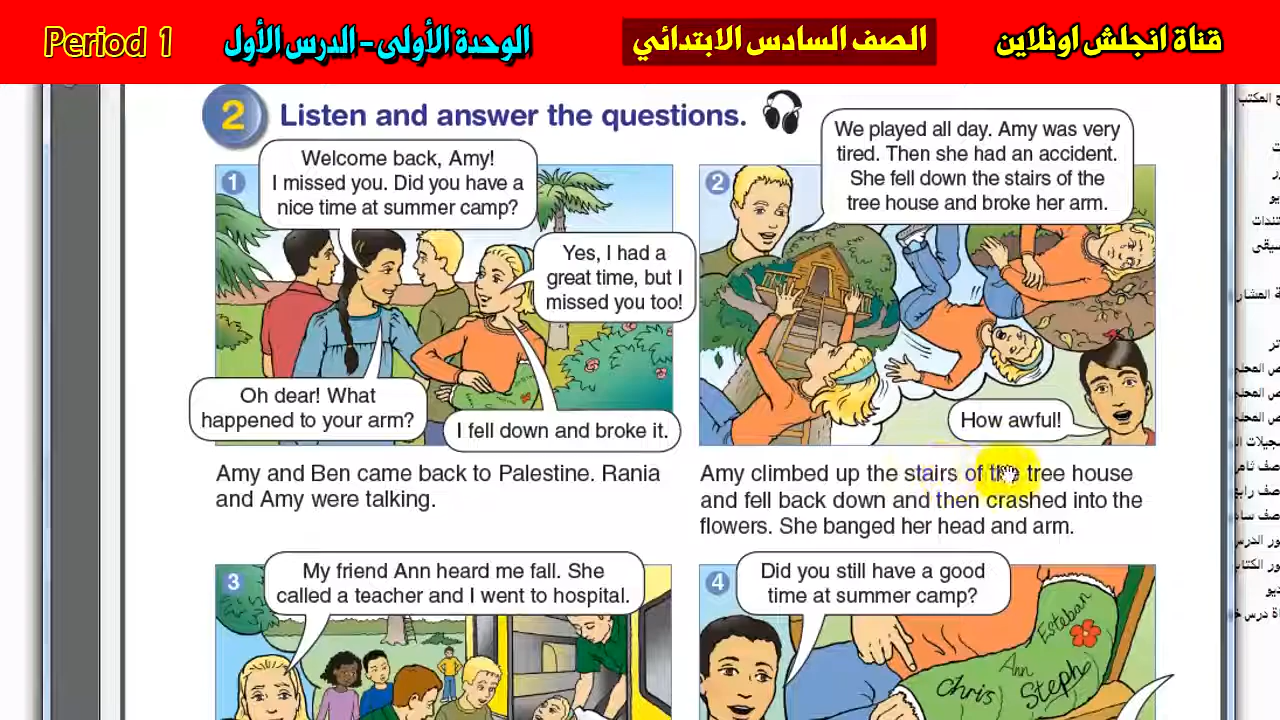 Period 1
الوحدة الأولى - الدرس الأول
الصف السادس الابتدائي
قناة انجلش اونلاين
2 Listen and answer the questions.
1
Welcome back, Amy!
I missed you. Did you have a
nice time at summer camp?
Yes, I had a
great time, but I
missed you too!
Oh dear! What
happened to your arm?
I fell down and broke it.
Amy and Ben came back to Palestine. Rania
and Amy were talking.
2
We played all day. Amy was very
tired. Then she had an accident.
She fell down the stairs of the
tree house and broke her arm.
How awful!
Amy climbed up the stairs of the tree house
and fell back down and then crashed into the
flowers. She banged her head and arm.
3
My friend Ann heard me fall. She
called a teacher and I went to hospital.
4
Did you still have a good
time at summer camp?
Esteban
Ann
Chris
Steph